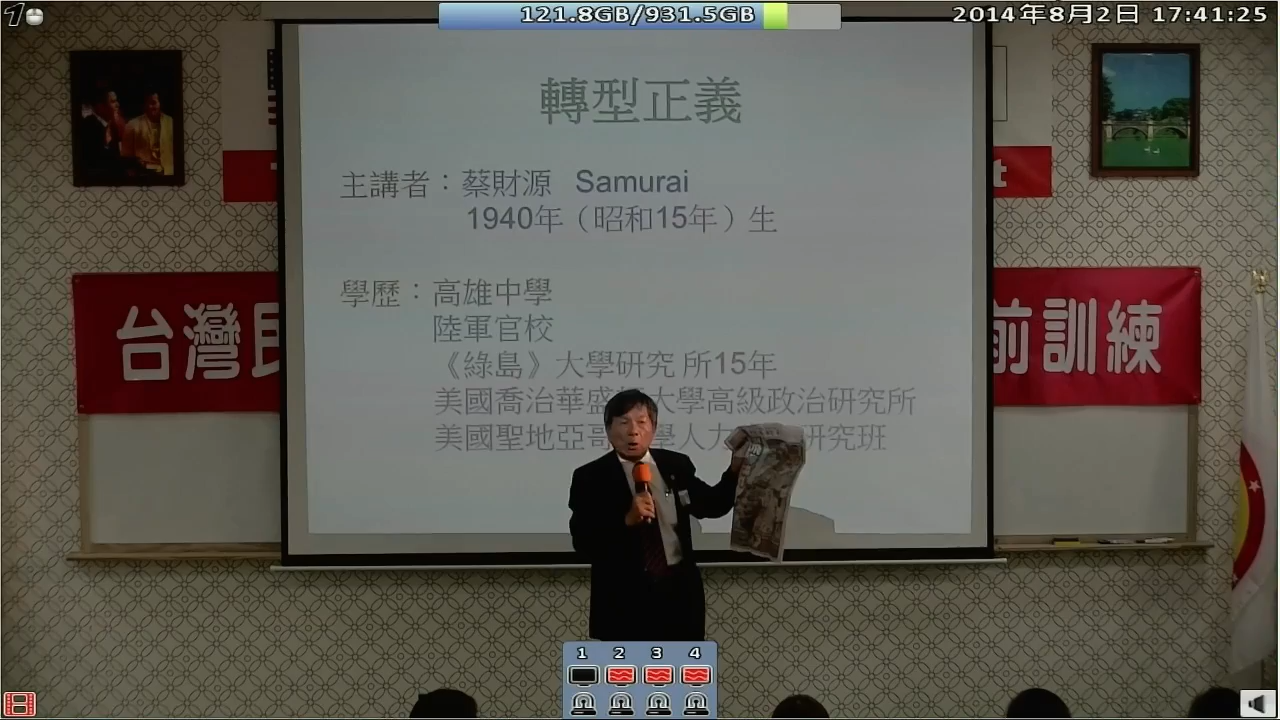 121.8GB/931.5GB
2014年8月2日 17:41:25
轉型正義
主講者：蔡財源 Samurai
1940年（昭和15年）生
學歷：高雄中學
陸軍官校
《綠島》大學研究 所15年
美國喬治華盛 大學高級政治研究所
美國聖地亞哥 學人力 研究班
台灣民
前訓練
t
1 2 3 4